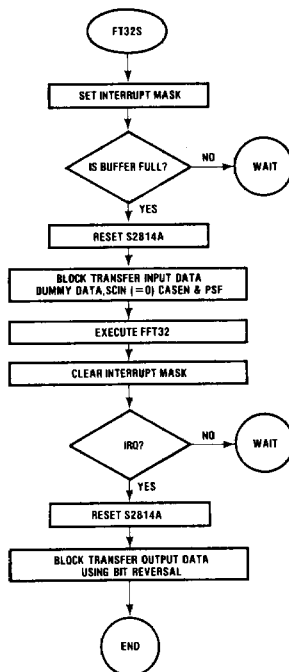 FT32S
SET INTERRUPT MASK
IS BUFFER FULL?
NO
WAIT
YES
RESET S2814A
BLOCK TRANSFER INPUT DATA
DUMMY DATA, SCIN (=0) CASEN & PSF
EXECUTE FFT32
CLEAR INTERRUPT MASK
IRQ?
NO
WAIT
YES
RESET S2814A
BLOCK TRANSFER OUTPUT DATA
USING BIT REVERSAL
END